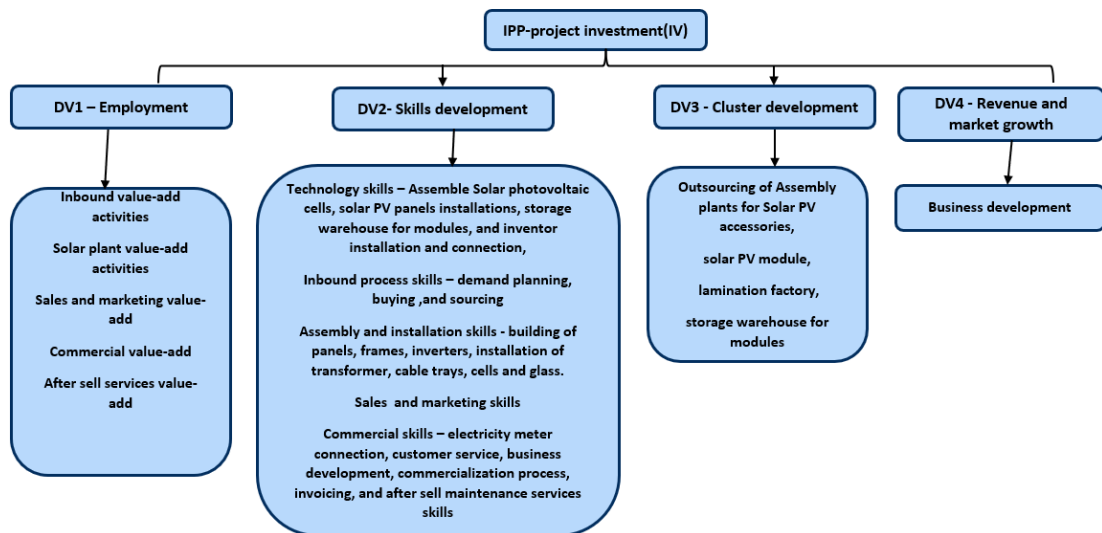 IPP-project investment(IV)
DV1 – Employment
DV2- Skills development
DV3 - Cluster development
DV4 - Revenue and
market growth
Inbound value-add
activities
Solar plant value-add
activities
Sales and marketing value-
add
Commercial value-add
After sell services value-
add
Technology skills – Assemble Solar photovoltaic
cells, solar PV panels installations, storage
warehouse for modules, and inventor
installation and connection,
Inbound process skills – demand planning,
buying ,and sourcing
Assembly and installation skills - building of
panels, frames, inverters, installation of
transformer, cable trays, cells and glass.
Sales and marketing skills
Commercial skills – electricity meter
connection, customer service, business
development, commercialization process,
invoicing, and after sell maintenance services
skills
Outsourcing of Assembly
plants for Solar PV
accessories,
solar PV module,
lamination factory,
storage warehouse for
modules
Business development